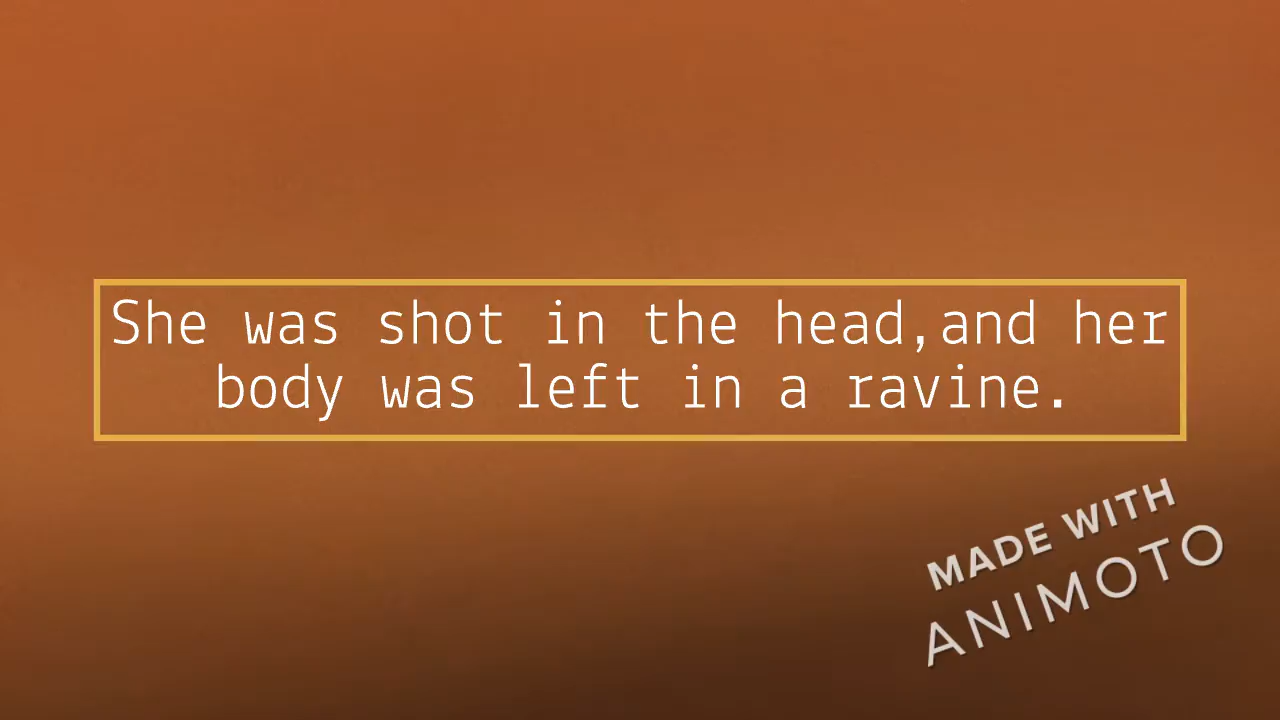 She was shot in the head,and her
body was left in a ravine.
MADE WITH
ANIMOTO